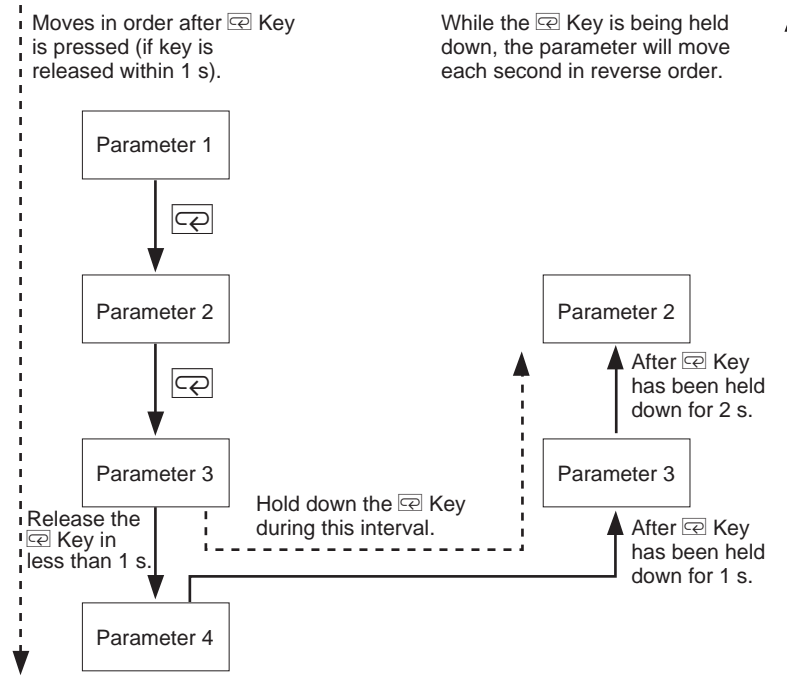 Moves in order after Key
is pressed (if key is
released within 1 s).
While the Key is being held
down, the parameter will move
each second in reverse order.
Parameter 1
Parameter 2
Parameter 2
After Key
has been held
down for 2 s.
Parameter 3
Parameter 3
Hold down the Key
during this interval.
Release the
Key in
less than 1 s.
After Key
has been held
down for 1 s.
Parameter 4